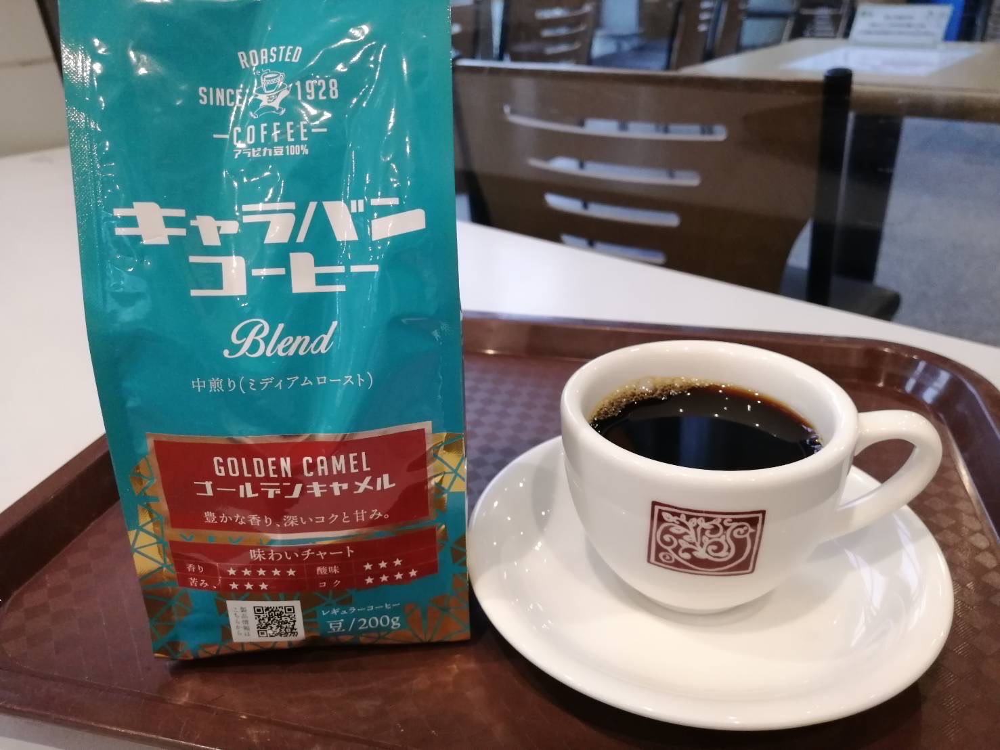 ROASTED
SINCE 1928
COFFEE
アラビカ豆100%
キャラバン
コーヒー
Blend
中煎り(ミディアムロースト)
GOLDEN CAMEL
ゴールデンキャメル
豊かな香り、深いコクと甘み。
味わいチャート
香り ★★★★★ 酸味 ★★★
苦み ★★★ コク ★★★★
製品情報は
こちらから
レギュラーコーヒー
豆/200g